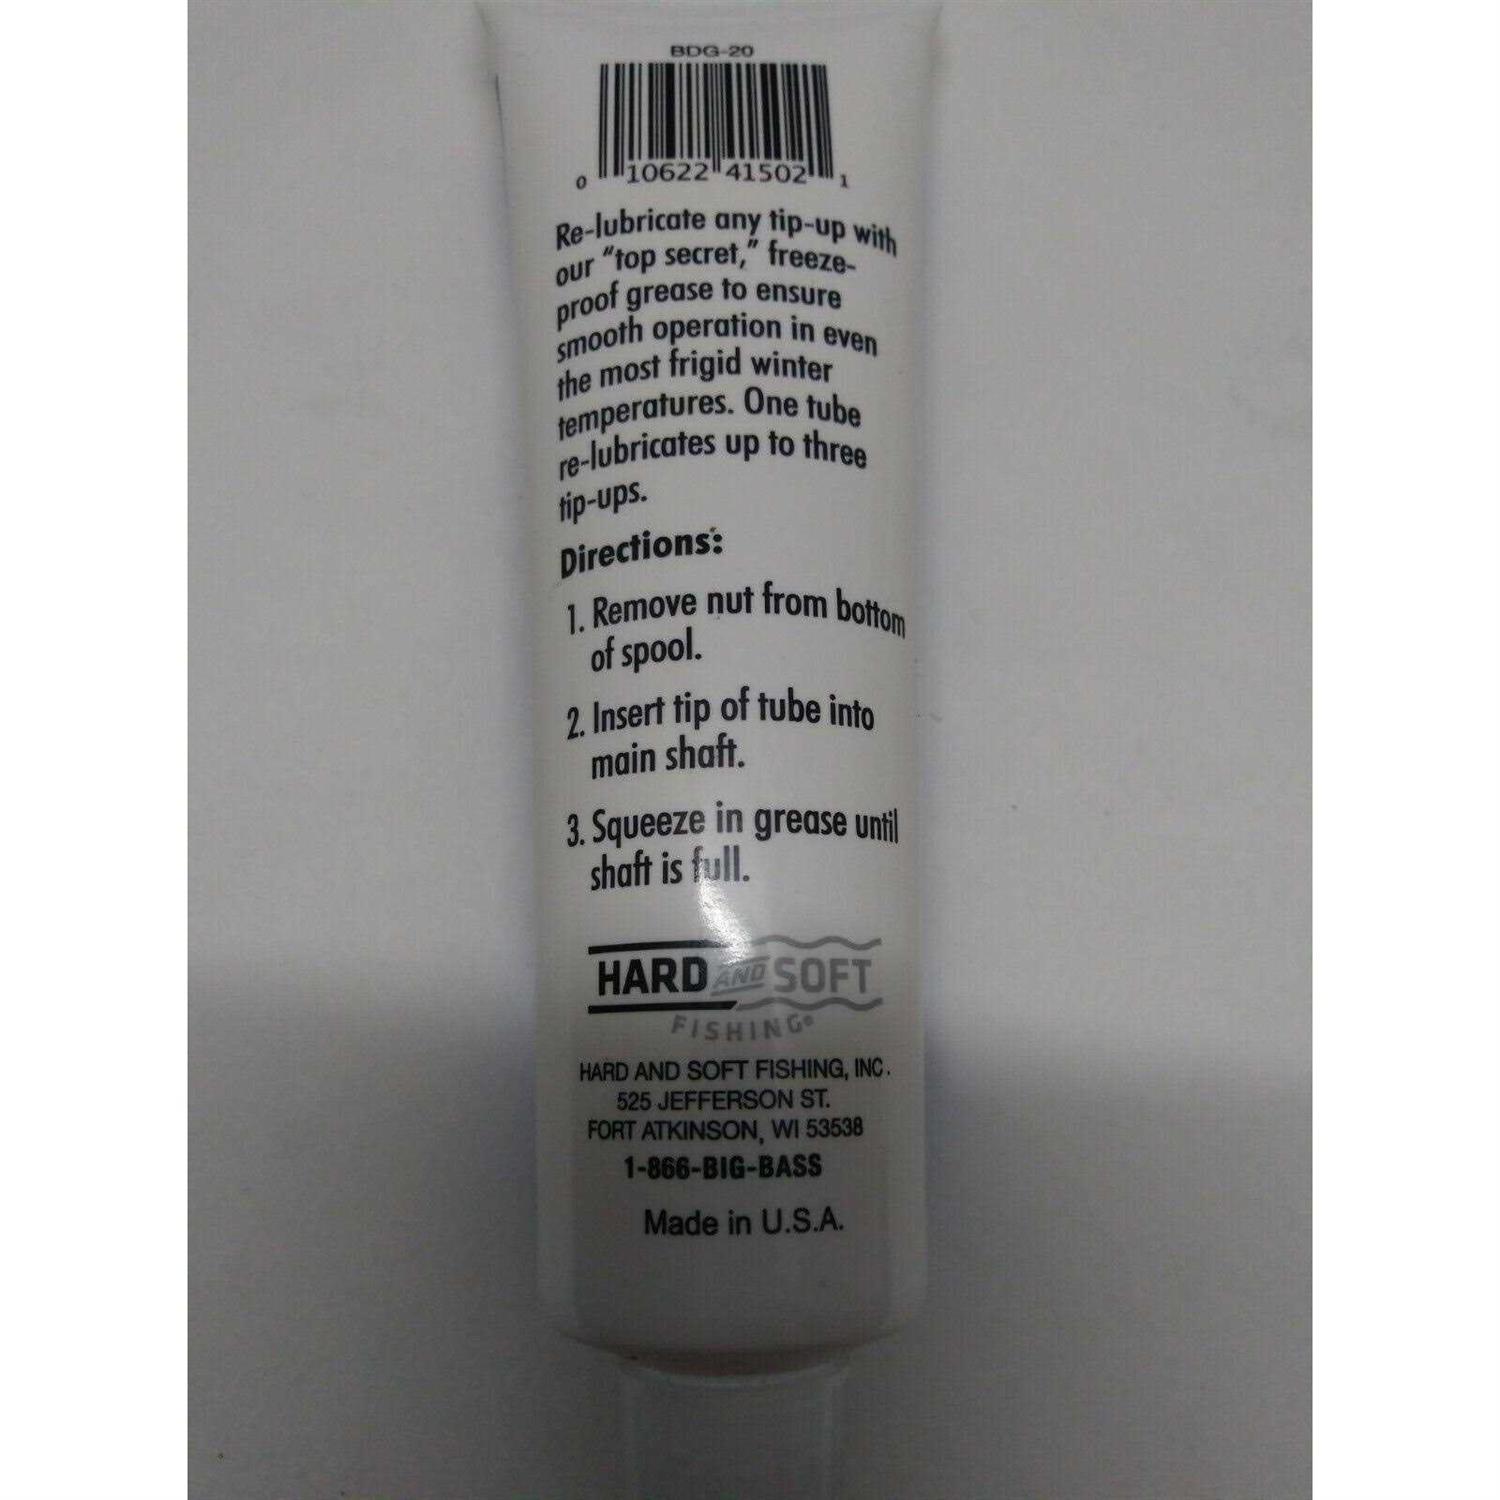 BDG-20
0 10622 41502 1
Re-lubricate any tip-up with
our “top secret,” freeze-
proof grease to ensure
smooth operation in even
the most frigid winter
temperatures. One tube
re-lubricates up to three
tip-ups.
Directions:
1. Remove nut from bottom
of spool.
2. Insert tip of tube into
main shaft.
3. Squeeze in grease until
shaft is full.
HARD AND SOFT
FISHING®
HARD AND SOFT FISHING, INC.
525 JEFFERSON ST.
FORT ATKINSON, WI 53538
1-866-BIG-BASS
Made in U.S.A.